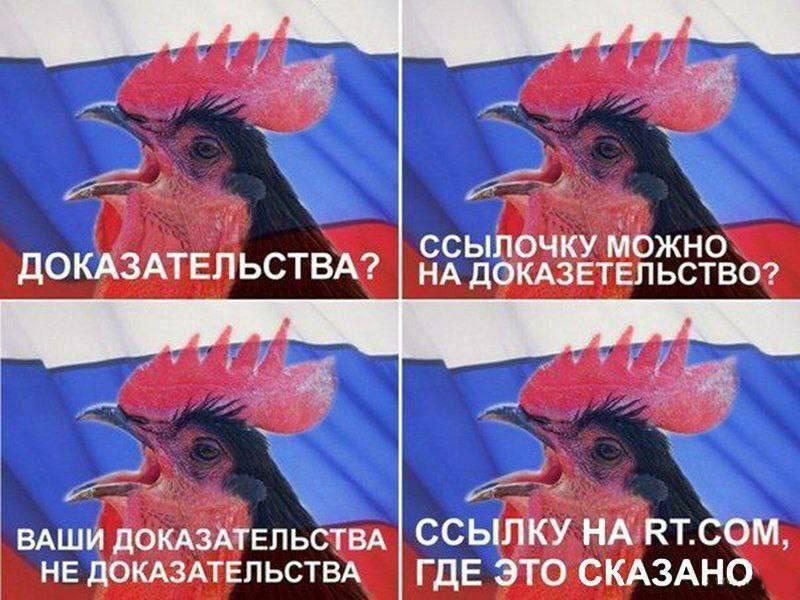 ДОКАЗАТЕЛЬСТВА?
ССЫЛОЧКУ МОЖНО
НА ДОКАЗЕТЕЛЬСТВО?
ВАШИ ДОКАЗАТЕЛЬСТВА
НЕ ДОКАЗАТЕЛЬСТВА
ССЫЛКУ НА RT.COM,
ГДЕ ЭТО СКАЗАНО